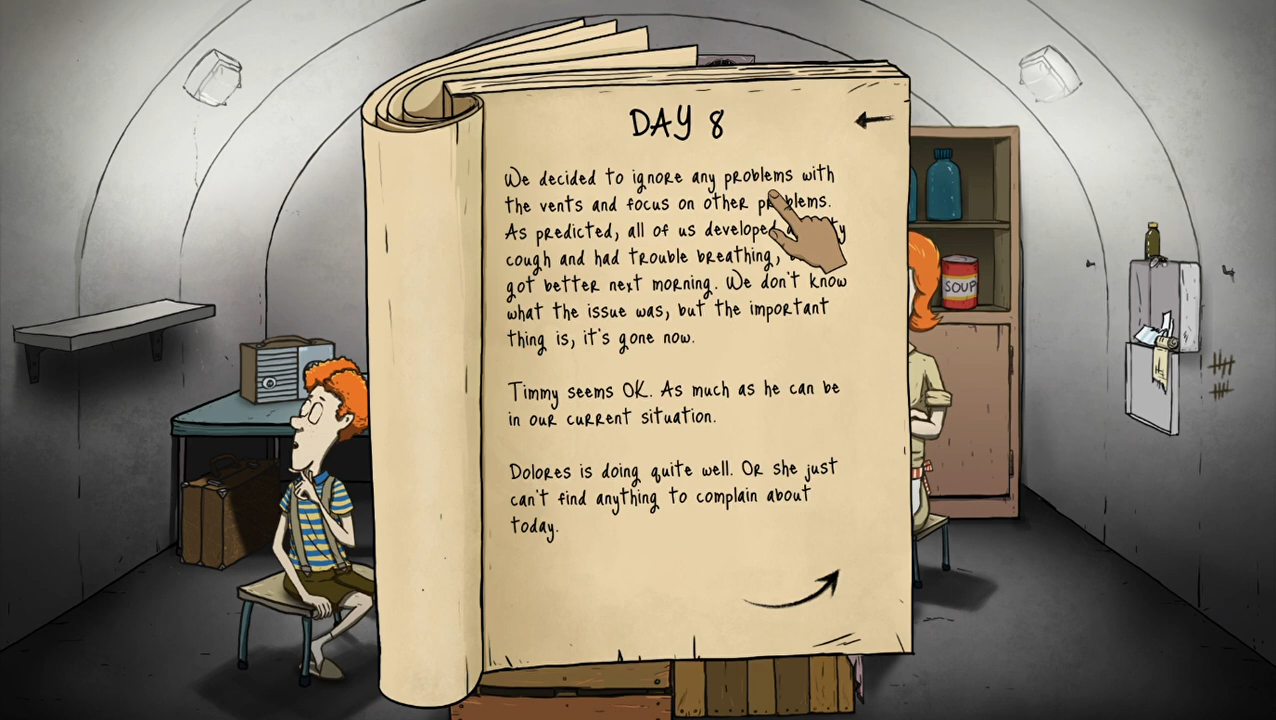 DAY 8
We decided to ignore any problems with
the vents and focus on other problems.
As predicted, all of us developed
cough and had trouble breathing,
got better next morning. We don't know
what the issue was, but the important
thing is, it's gone now.
Timmy seems OK. As much as he can be
in our current situation.
Dolores is doing quite well. Or she just
can't find anything to complain about
today.
SOUP